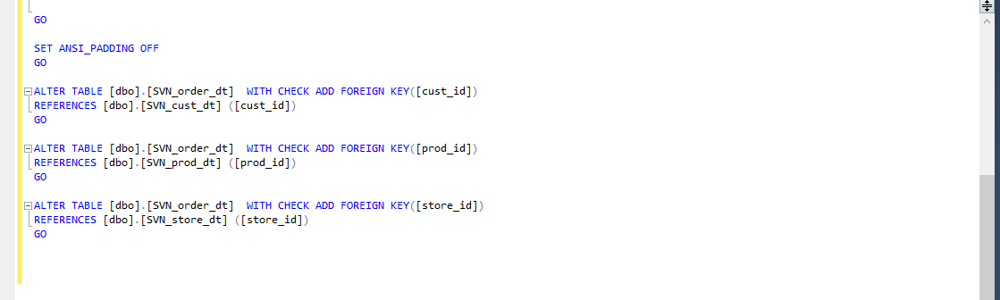 GO
SET ANSI_PADDING OFF
GO
ALTER TABLE [dbo].[SVN_order_dt]  WITH CHECK ADD FOREIGN KEY([cust_id])
REFERENCES [dbo].[SVN_cust_dt] ([cust_id])
GO
ALTER TABLE [dbo].[SVN_order_dt]  WITH CHECK ADD FOREIGN KEY([prod_id])
REFERENCES [dbo].[SVN_prod_dt] ([prod_id])
GO
ALTER TABLE [dbo].[SVN_order_dt]  WITH CHECK ADD FOREIGN KEY([store_id])
REFERENCES [dbo].[SVN_store_dt] ([store_id])
GO